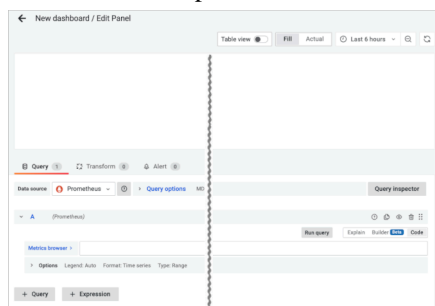 ← New dashboard / Edit Panel
Table view Fill Actual Last 6 hours
Query 1 Transform 0 Alert 0
Data source Prometheus > Query options MD Query inspector
A (Prometheus)
Run query Explain Builder Beta Code
Metrics browser >
> Options Legend: Auto Format: Time series Type: Range
+ Query + Expression